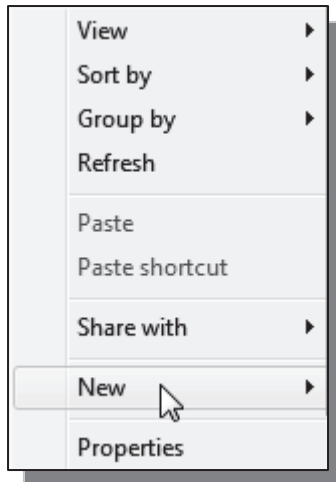 View
Sort by
Group by
Refresh
Paste
Paste shortcut
Share with
New
Properties